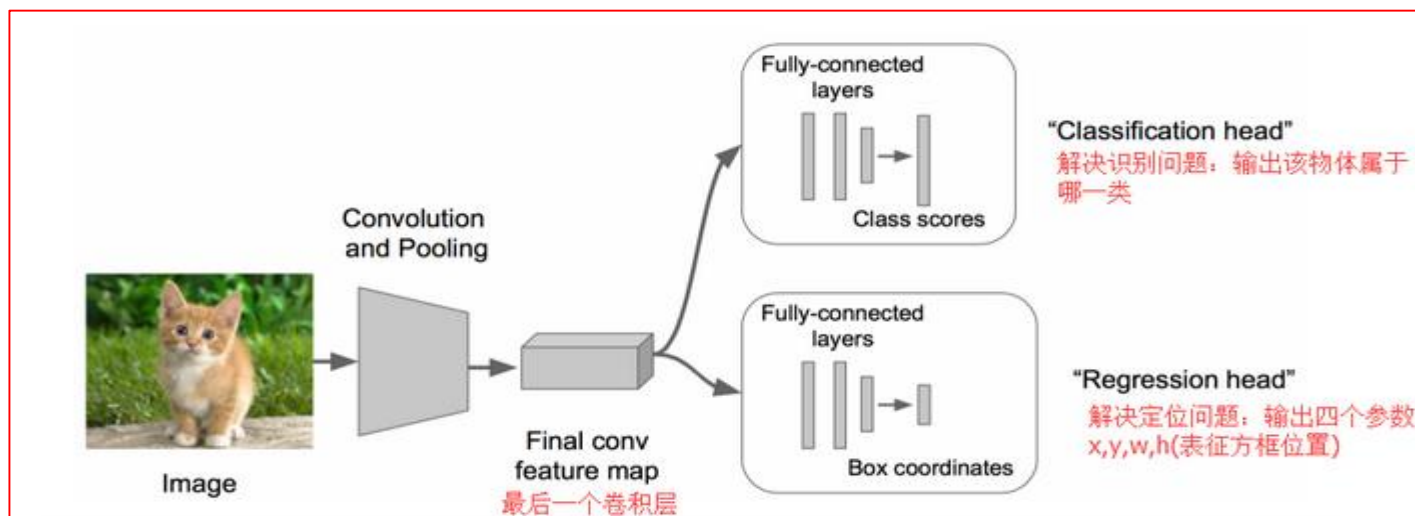 Fully-connected
layers
Class scores
“Classification head”
解决识别问题：输出该物体属于
哪一类
Convolution
and Pooling
Image
Final conv
feature map
最后一个卷积层
Fully-connected
layers
Box coordinates
“Regression head”
解决定位问题：输出四个参数
x,y,w,h(表征方框位置)